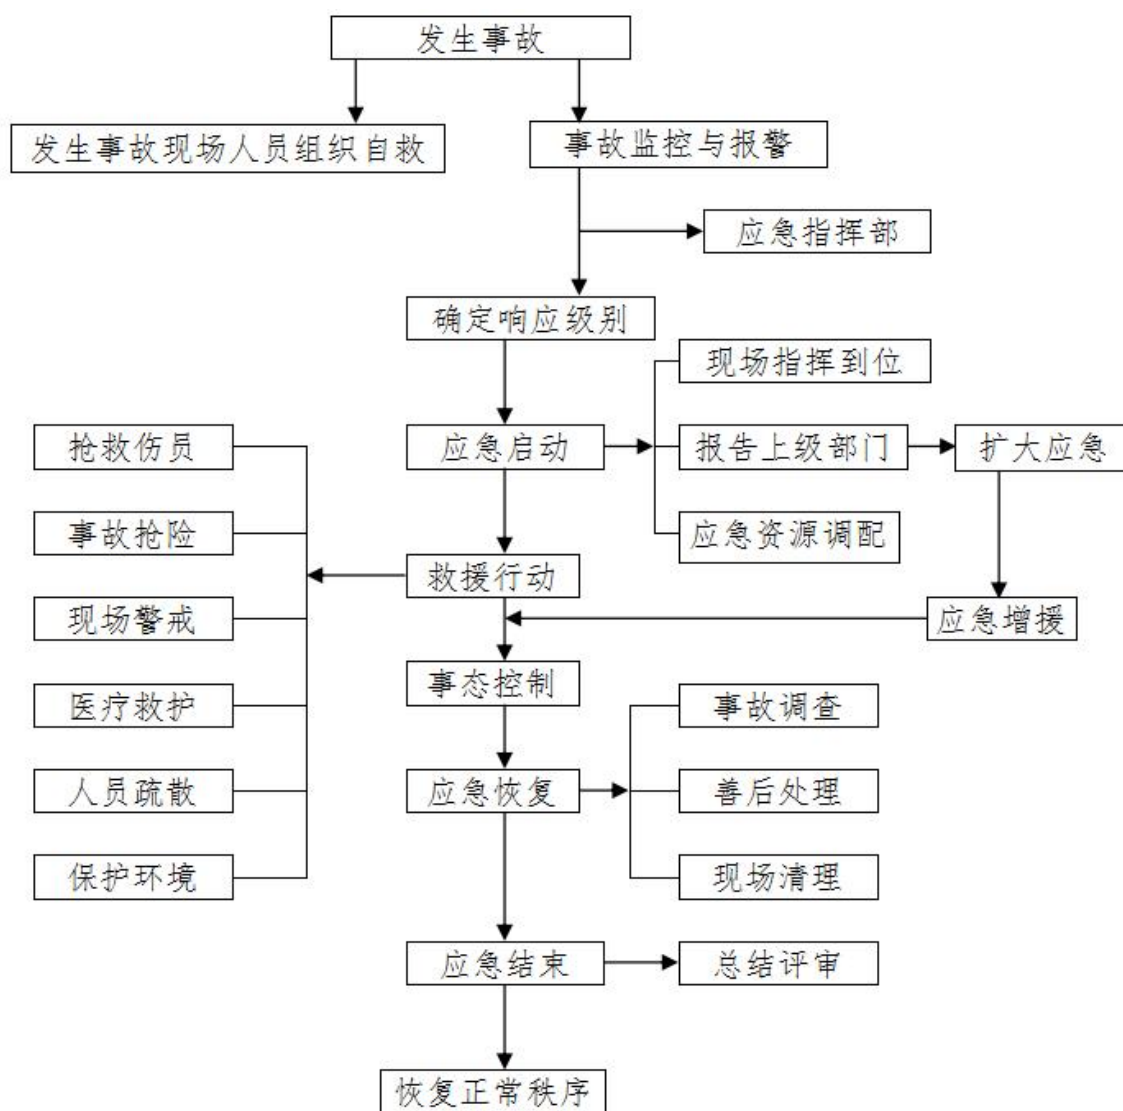 发生事故
发生事故现场人员组织自救
事故监控与报警
应急指挥部
确定响应级别
现场指挥到位
抢救伤员
应急启动
报告上级部门
扩大应急
事故抢险
应急资源调配
救援行动
现场警戒
应急增援
事态控制
医疗救护
事故调查
人员疏散
应急恢复
善后处理
保护环境
现场清理
应急结束
总结评审
恢复正常秩序